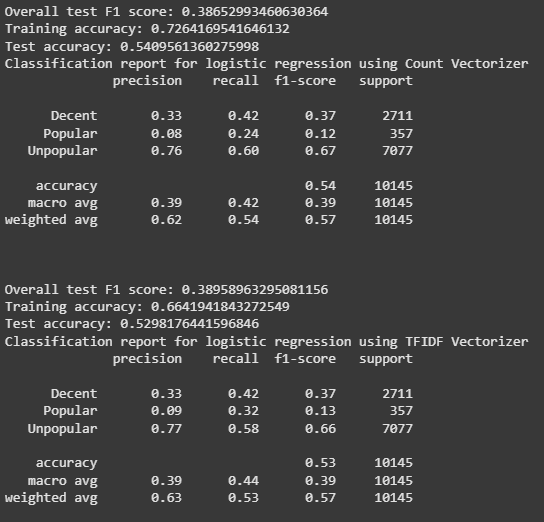 Overall test F1 score: 0.38652993460630364
Training accuracy: 0.7264169541646132
Test accuracy: 0.5409561360275998
Classification report for logistic regression using Count Vectorizer
precision recall f1-score support
Decent 0.33 0.42 0.37 2711
Popular 0.08 0.24 0.12 357
Unpopular 0.76 0.60 0.67 7077
accuracy 0.54 10145
macro avg 0.39 0.42 0.39 10145
weighted avg 0.62 0.54 0.57 10145
Overall test F1 score: 0.38958963295081156
Training accuracy: 0.6641941843272549
Test accuracy: 0.5298176441596846
Classification report for logistic regression using TFIDF Vectorizer
precision recall f1-score support
Decent 0.33 0.42 0.37 2711
Popular 0.09 0.32 0.13 357
Unpopular 0.77 0.58 0.66 7077
accuracy 0.53 10145
macro avg 0.39 0.44 0.39 10145
weighted avg 0.63 0.53 0.57 10145